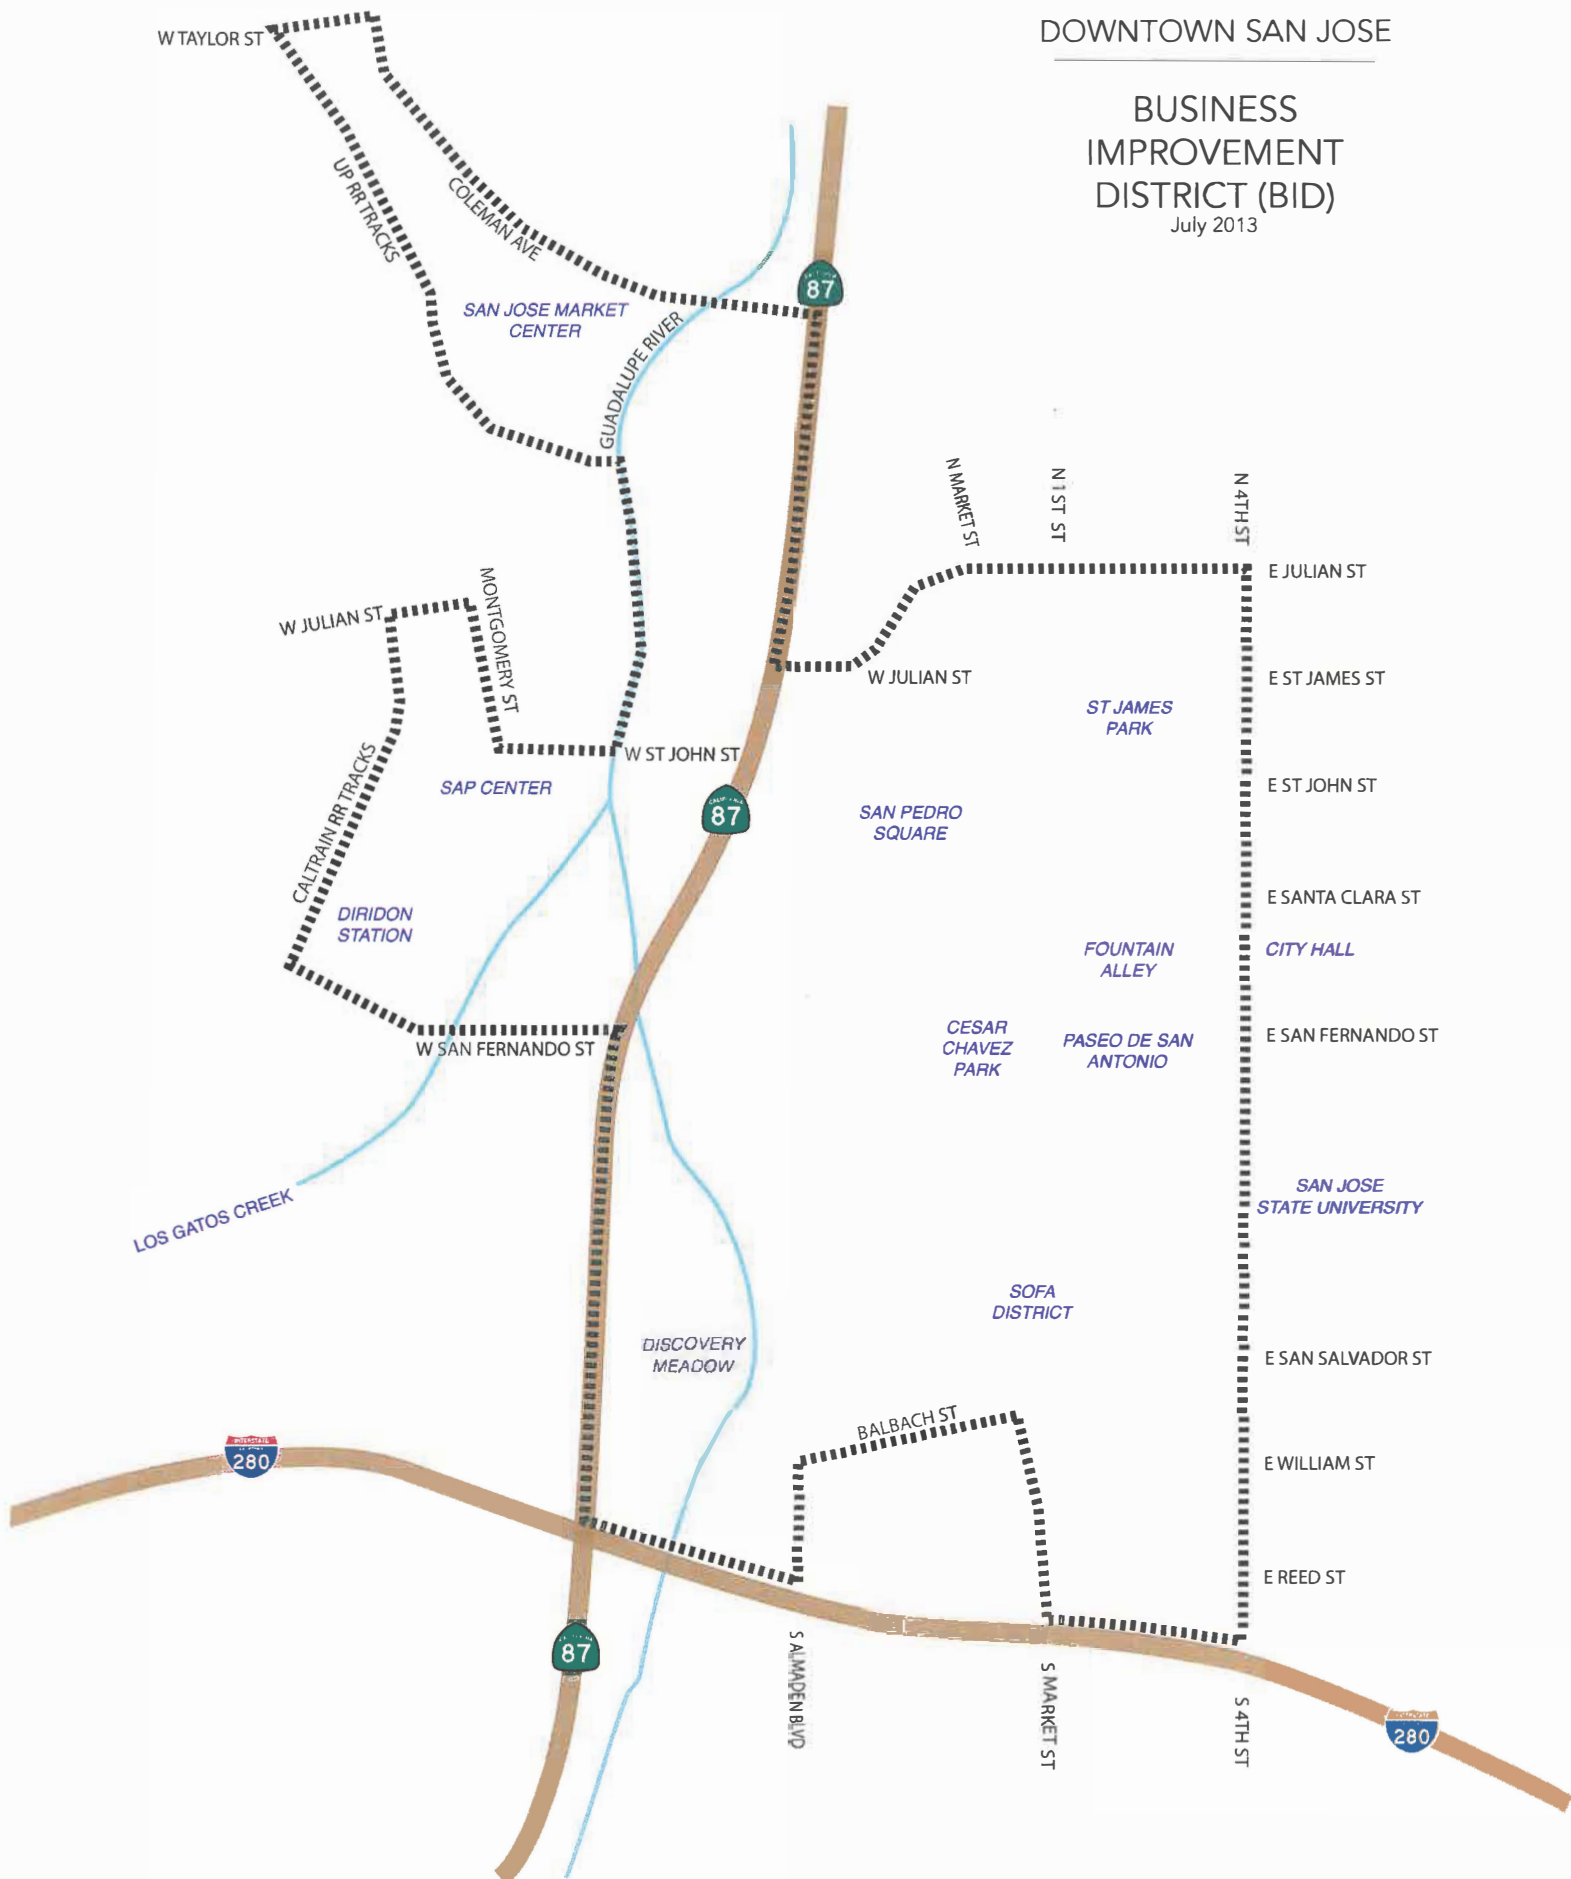 DOWNTOWN SAN JOSE
BUSINESS
IMPROVEMENT
DISTRICT (BID)
July 2013
W TAYLOR ST
UP RR TRACKS
COLEMAN AVE
87
SAN JOSE MARKET
CENTER
GUADALUPE RIVER
N MARKET ST
N 1ST ST
N 4TH ST
E JULIAN ST
W JULIAN ST
MONTGOMERY ST
W JULIAN ST
E ST JAMES ST
ST JAMES
PARK
W ST JOHN ST
CALTRAIN RR TRACKS
SAP CENTER
E ST JOHN ST
87
SAN PEDRO
SQUARE
E SANTA CLARA ST
DIRIDON
STATION
FOUNTAIN
ALLEY
CITY HALL
W SAN FERNANDO ST
CESAR
CHAVEZ
PARK
PASEO DE SAN
ANTONIO
E SAN FERNANDO ST
LOS GATOS CREEK
SAN JOSE
STATE UNIVERSITY
SOFA
DISTRICT
DISCOVERY
MEADOW
E SAN SALVADOR ST
BALBACH ST
INTERSTATE
280
E WILLIAM ST
E REED ST
87
S ALMADEN BLVD
S MARKET ST
S 4TH ST
280